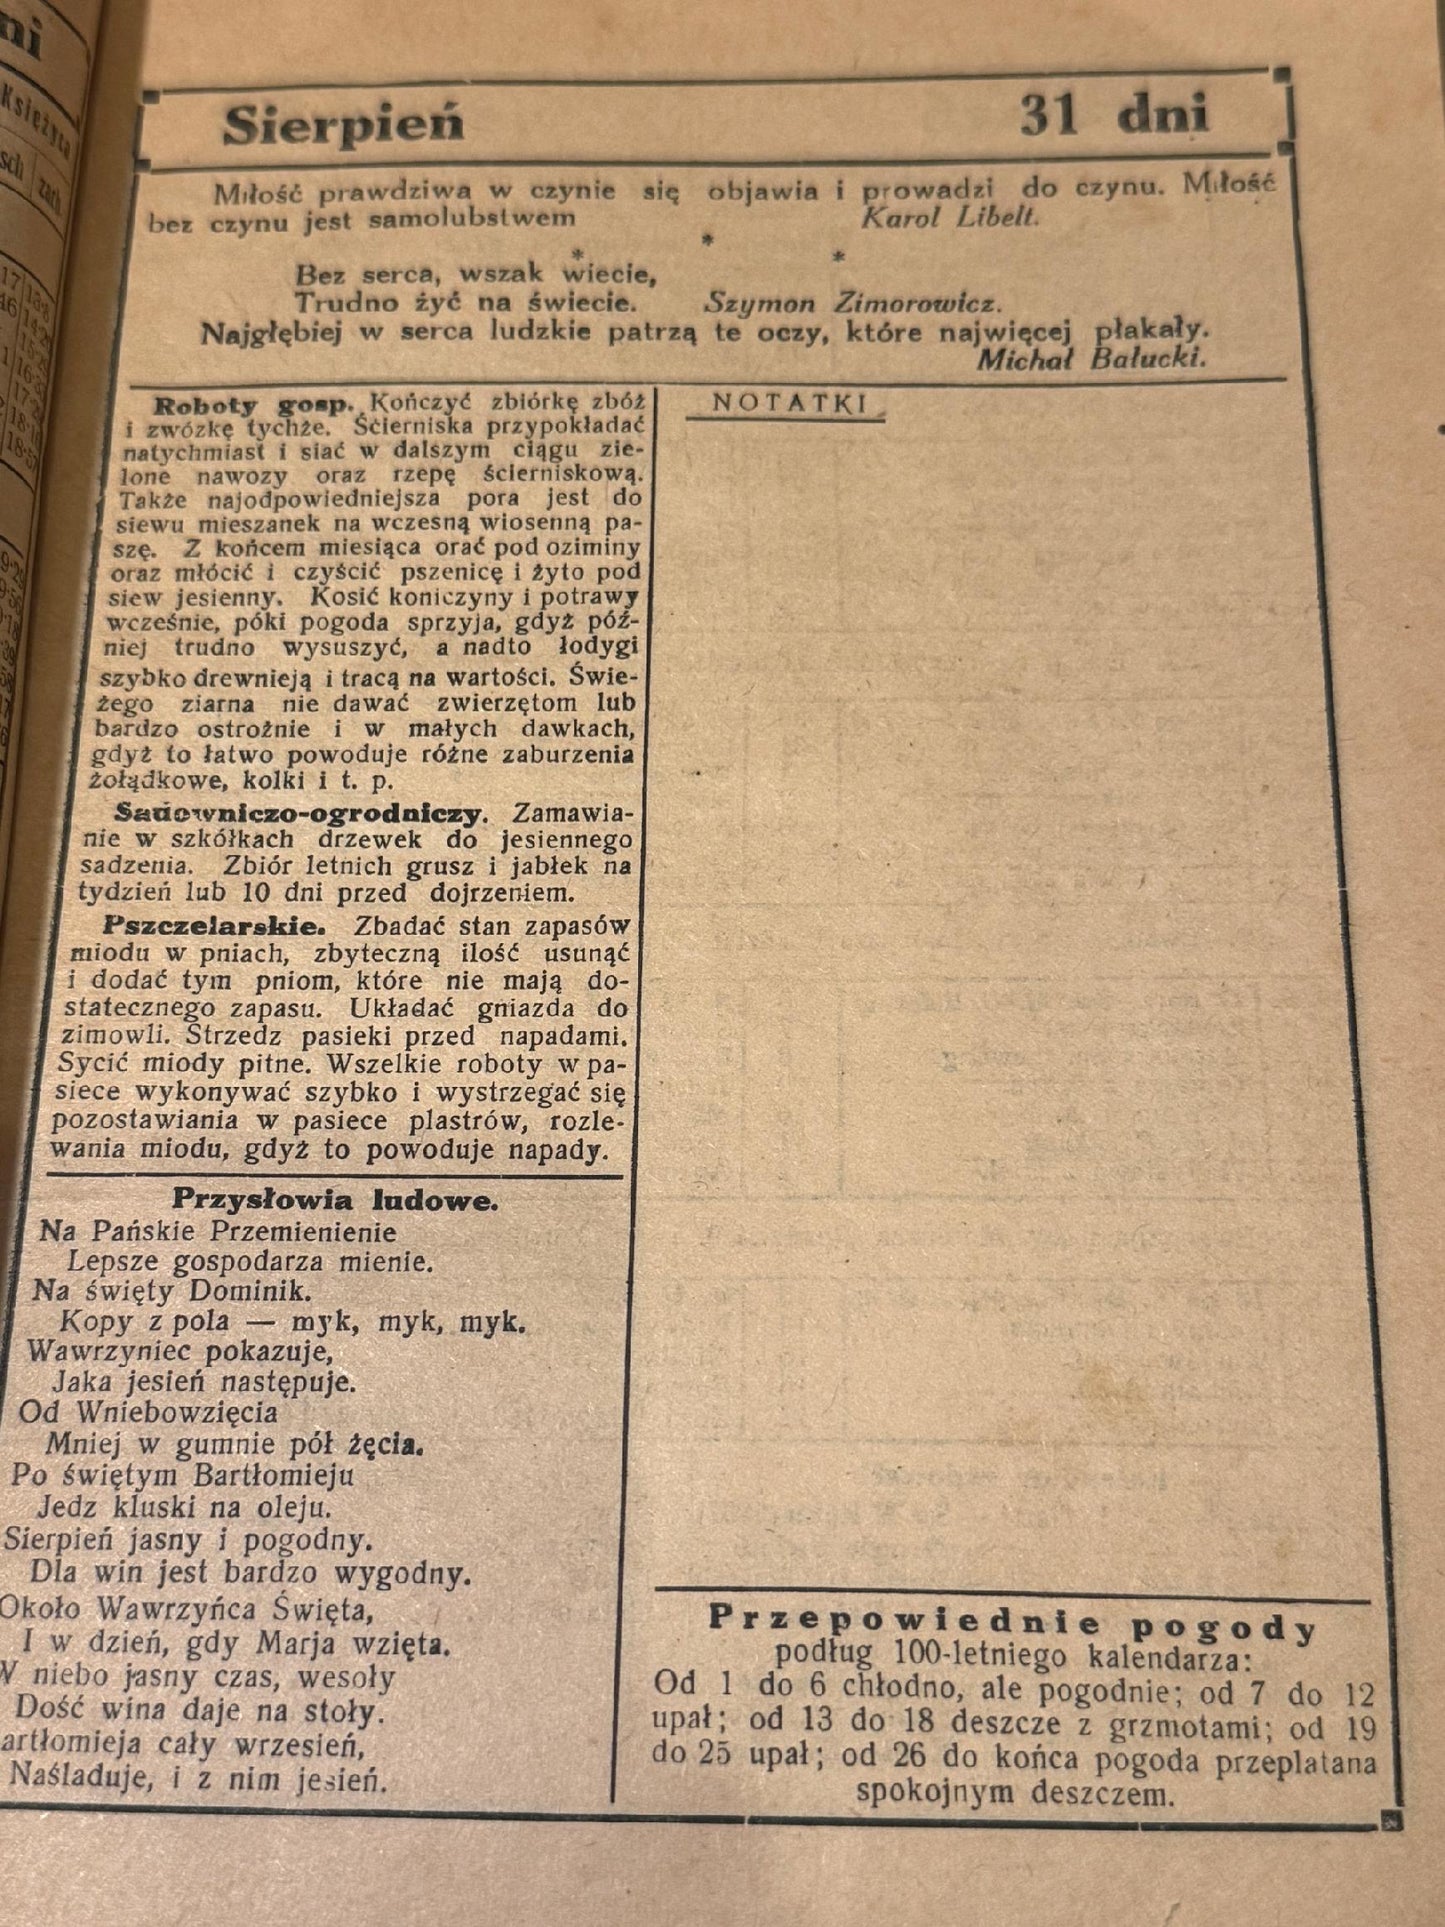 ni
Księżyca
sch zach
Sierpień 31 dni
Miłość prawdziwa w czynie się objawia i prowadzi do czynu. Miłość
bez czynu jest samolubstwem Karol Libelt.
* * *
Bez serca, wszak wiecie,
Trudno żyć na świecie. Szymon Zimorowicz.
Najgłębiej w serca ludzkie patrzą te oczy, które najwięcej płakały.
Michał Bałucki.
Roboty gosp. Kończyć zbiórkę zbóż
i zwózkę tychże. Ścierniska przypokładać
natychmiast i siać w dalszym ciągu zie-
lone nawozy oraz rzepę ścierniskową.
Także najodpowiedniejsza pora jest do
siewu mieszanek na wczesną wiosenną pa-
szę. Z końcem miesiąca orać pod oziminy
oraz młócić i czyścić pszenicę i żyto pod
siew jesienny. Kosić koniczyny i potrawy
wcześnie, póki pogoda sprzyja, gdyż póź-
niej trudno wysuszyć, a nadto łodygi
szybko drewnieją i tracą na wartości. Świe-
żego ziarna nie dawać zwierzętom lub
bardzo ostrożnie i w małych dawkach,
gdyż to łatwo powoduje różne zaburzenia
żołądkowe, kolki i t. p.
Sadowniczo-ogrodniczy. Zamawia-
nie w szkółkach drzewek do jesiennego
sadzenia. Zbiór letnich grusz i jabłek na
tydzień lub 10 dni przed dojrzeniem.
Pszczelarskie. Zbadać stan zapasów
miodu w pniach, zbyteczną ilość usunąć
i dodać tym pniom, które nie mają do-
statecznego zapasu. Układać gniazda do
zimowli. Strzedz pasieki przed napadami.
Sycić miody pitne. Wszelkie roboty w pa-
siece wykonywać szybko i wystrzegać się
pozostawiania w pasiece plastrów, rozle-
wania miodu, gdyż to powoduje napady.
Przysłowia ludowe.
Na Pańskie Przemienienie
Lepsze gospodarza mienie.
Na święty Dominik.
Kopy z pola — myk, myk, myk.
Wawrzyniec pokazuje,
Jaka jesień następuje.
Od Wniebowzięcia
Mniej w gumnie pół żęcia.
Po świętym Bartłomieju
Jedz kluski na oleju.
Sierpień jasny i pogodny.
Dla win jest bardzo wygodny.
Około Wawrzyńca Święta,
I w dzień, gdy Marja wzięta.
W niebo jasny czas, wesoły
Dość wina daje na stoły.
artłomieja cały wrzesień,
Naśladuje, i z nim jesień.
NOTATKI
Przepowiednie pogody
podług 100-letniego kalendarza:
Od 1 do 6 chłodno, ale pogodnie; od 7 do 12
upał; od 13 do 18 deszcze z grzmotami; od 19
do 25 upał; od 26 do końca pogoda przeplatana
spokojnym deszczem.